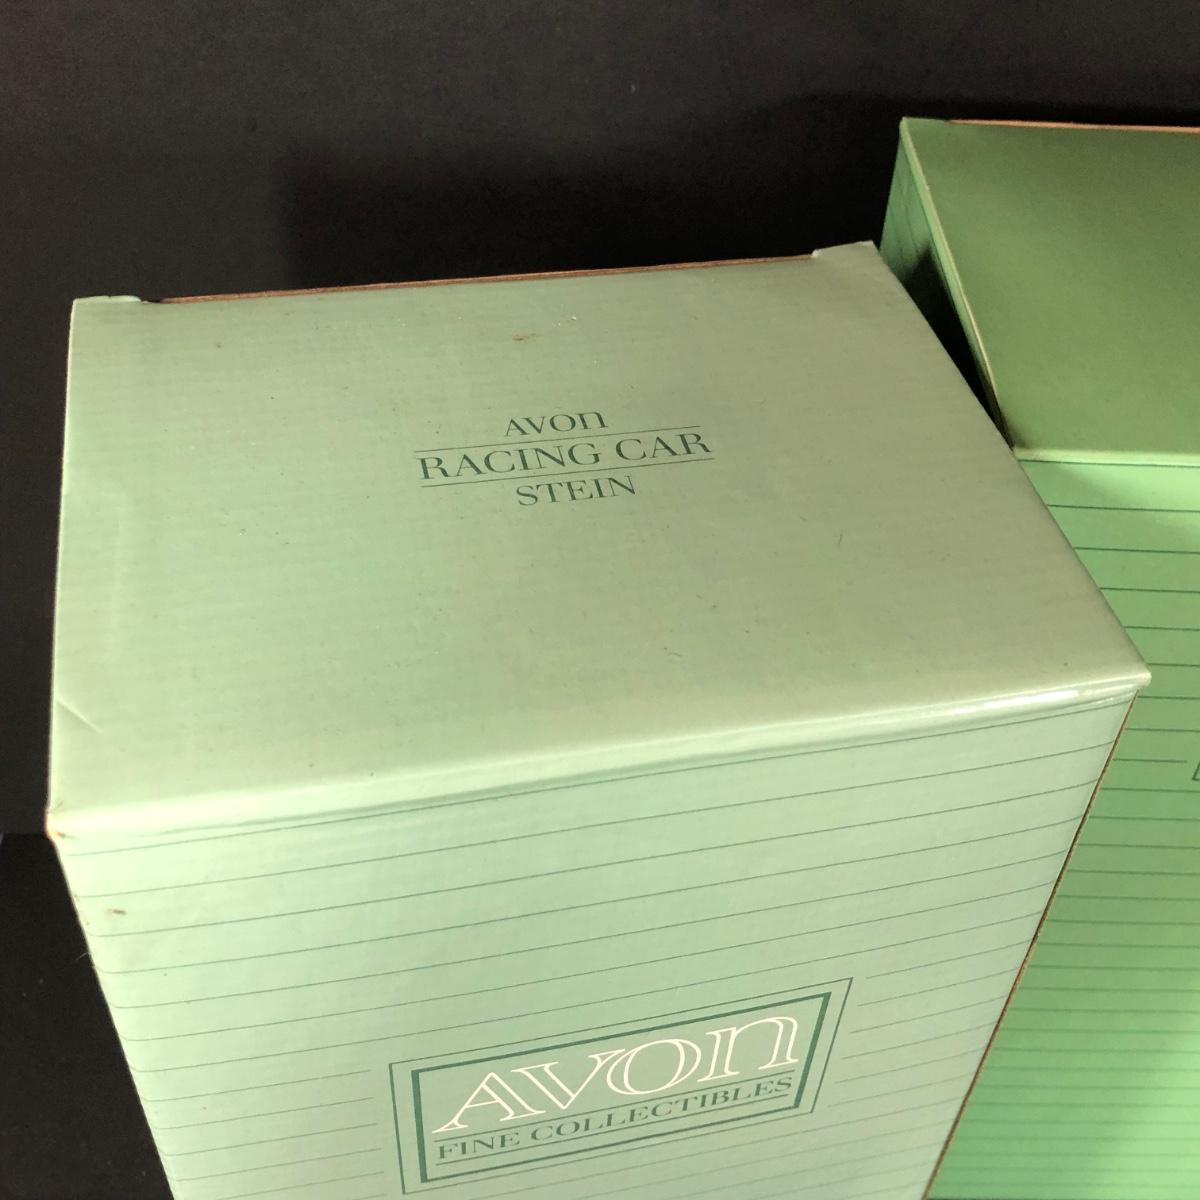 AVON
RACING CAR
STEIN
AVON
FINE COLLECTIBLES